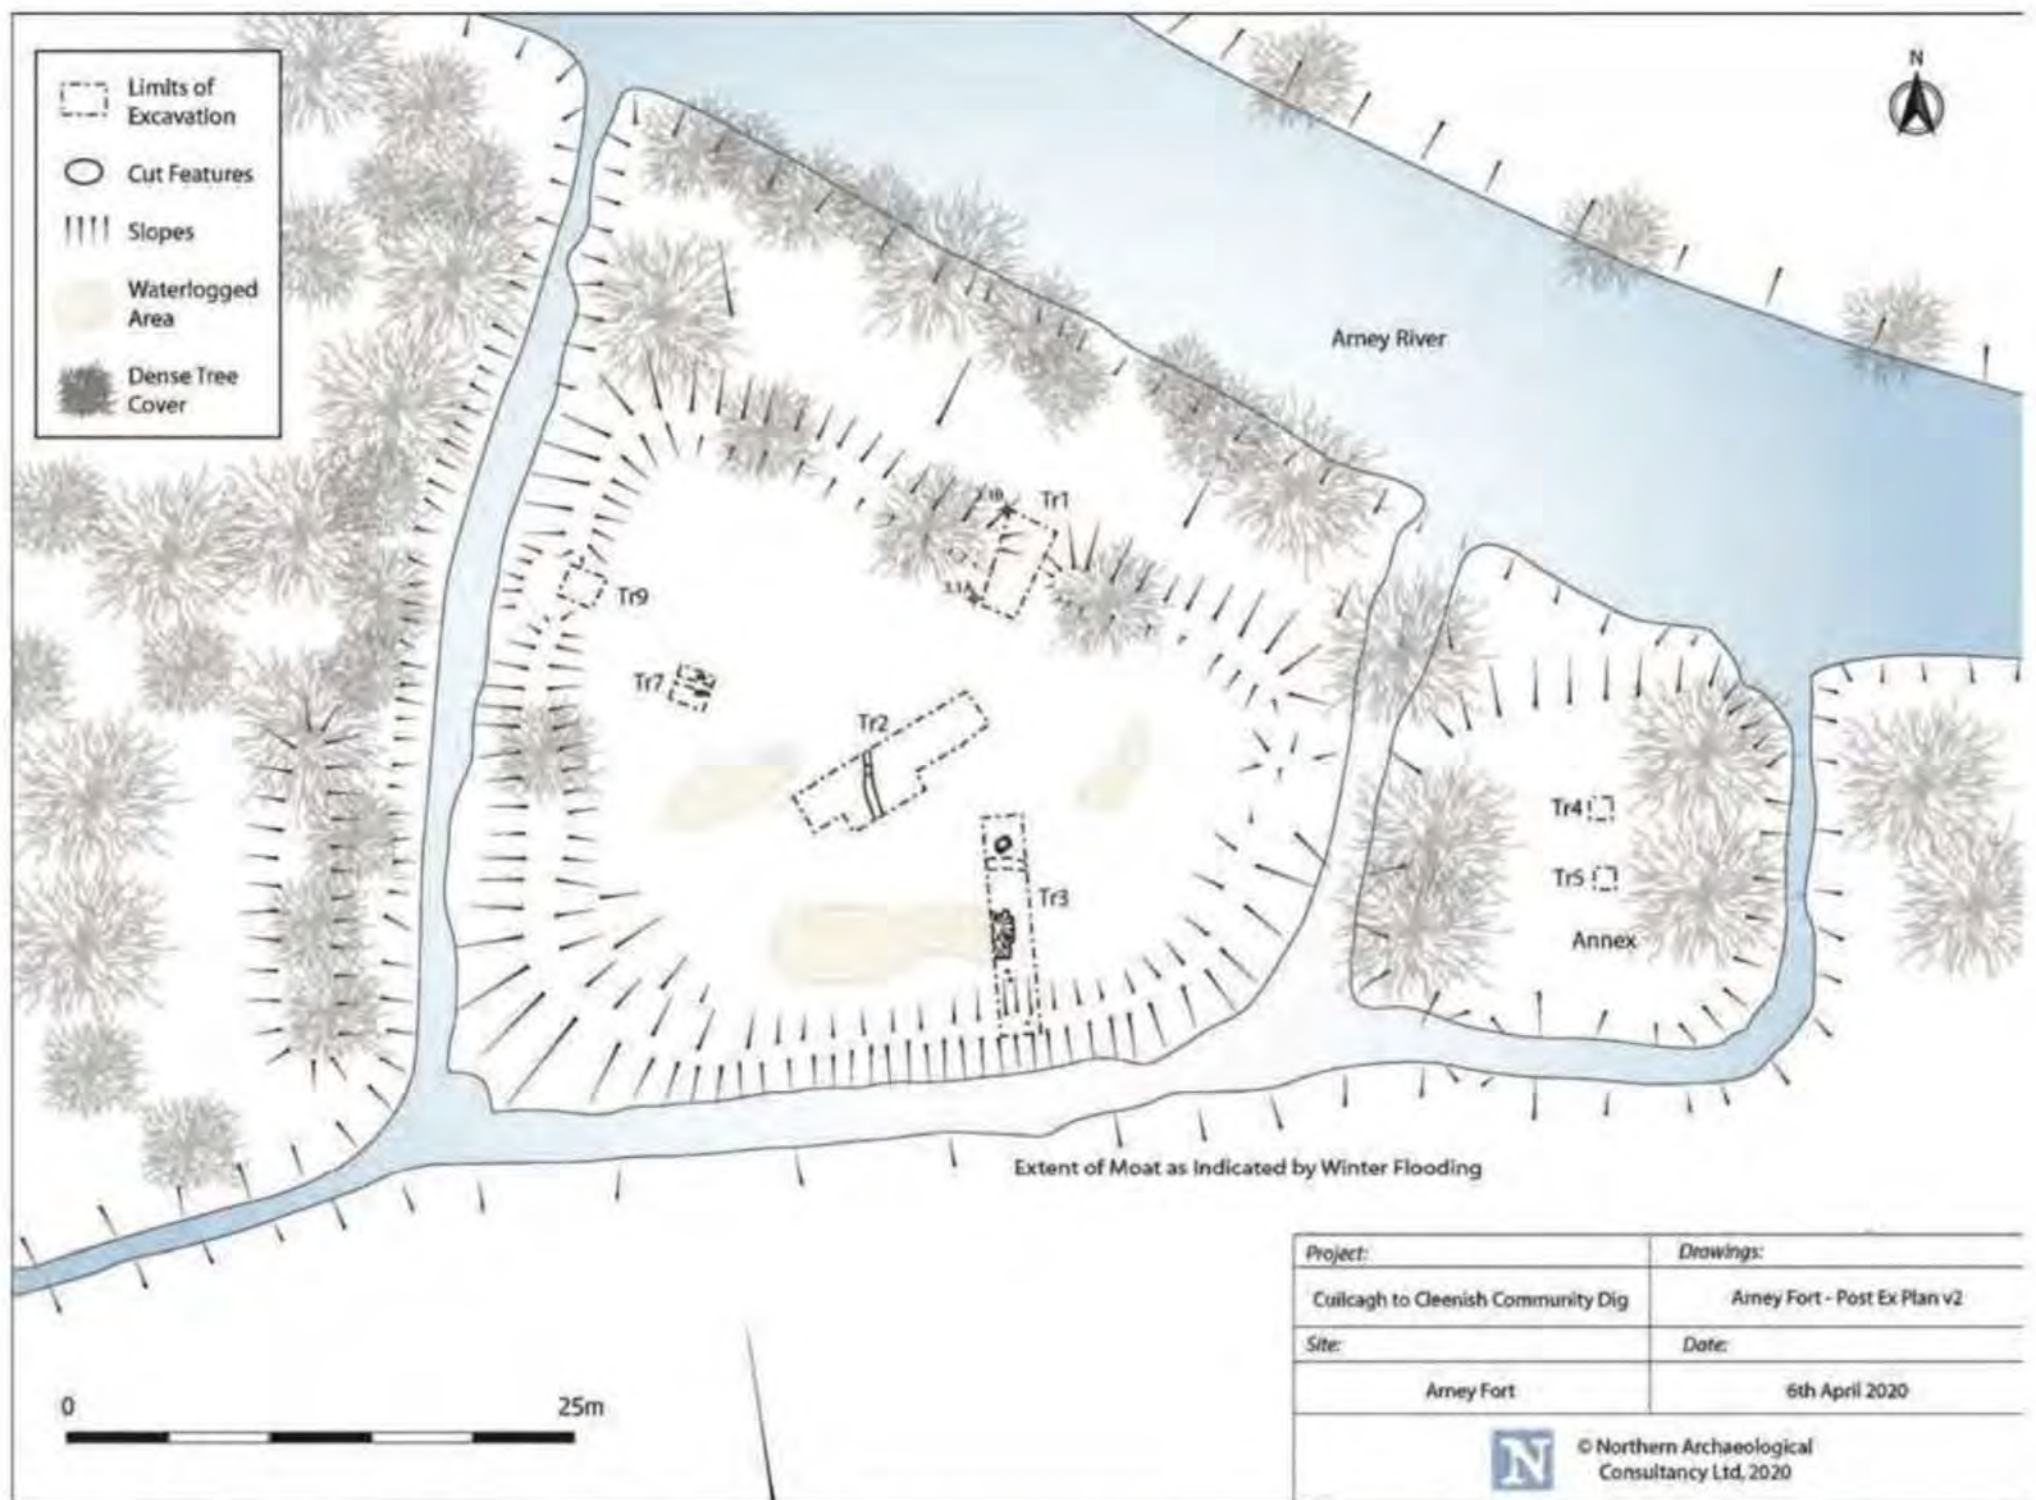 Limits of
Excavation
Cut Features
Slopes
Waterlogged
Area
Dense Tree
Cover
N
Arney River
Tr1
Tr9
Tr7
Tr2
Tr3
Tr4
Tr5
Annex
Extent of Moat as Indicated by Winter Flooding
0 25m
Project:
Drawings:
Cuilcagh to Cleenish Community Dig
Arney Fort - Post Ex Plan v2
Site:
Date:
Arney Fort
6th April 2020
N
© Northern Archaeological
Consultancy Ltd, 2020